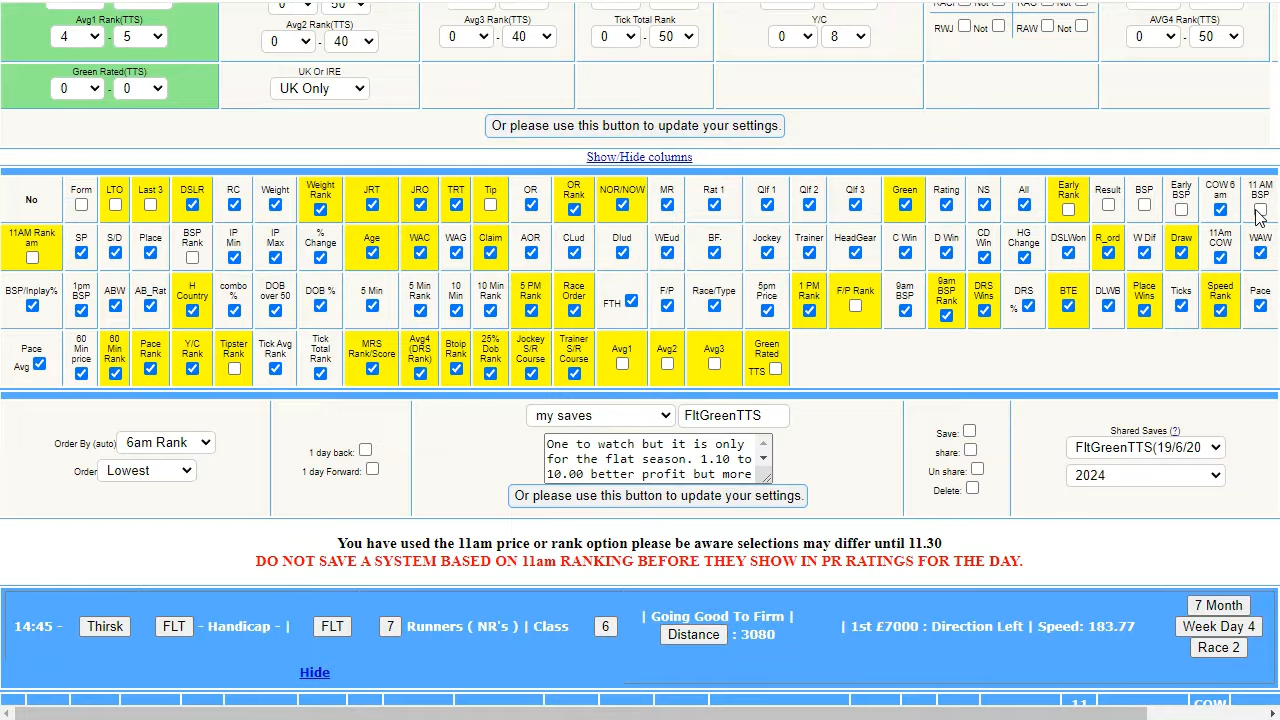 RWJ Not RAW Not
Avg1 Rank(TTS)
4 - 5
Avg2 Rank(TTS)
0 - 40
Avg3 Rank(TTS)
0 - 40
Tick Total Rank
0 - 50
Y/C
0 8
AVG4 Rank(TTS)
0 - 50
Green Rated(TTS)
0 - 0
UK Or IRE
UK Only
Or please use this button to update your settings.
Show/Hide columns
No Form LTO Last 3 DSLR RC Weight Weight Rank JRT JRO TRT Tip OR OR Rank NOR/NOW MR Rat 1 Qlf 1 Qlf 2 Qlf 3 Green Rating NS All Early Rank Result BSP Early BSP COW 6 am 11 AM BSP
11AM Rank am SP S/D Place BSP Rank IP Min IP Max % Change Age WAC WAG Claim AOR CLud Dlud WEud BF- Jockey Trainer HeadGear C Win D Win CD Win HG Change DSLWon R_ord W Dif Draw 11Am COW WAW
BSP/Inplay% 1pm BSP ABW AB_Rat H Country combo % DOB over 50 DOB % 5 Min 5 Min Rank 10 Min 10 Min Rank 5 PM Rank Race Order FTH F/P Race/Type 5pm Price 1 PM Rank F/P Rank 9am BSP 9am BSP Rank DRS Wins DRS % BTE DLWB Place Wins Ticks Speed Rank Pace
Pace Avg 60 Min price 60 Min Rank Pace Rank Y/C Rank Tipster Rank Tick Avg Rank Tick Total Rank MRS Rank/Score Avg4 (DRS Rank) Btoip Rank 25% Dob Rank Jockey S/R Course Trainer S/R Course Avg1 Avg2 Avg3 Green Rated TTS
Order By (auto) 6am Rank
Order Lowest
1 day back:
1 day Forward:
my saves FltGreenTTS
One to watch but it is only
for the flat season. 1.10 to
10.00 better profit but more
Or please use this button to update your settings.
Save:
share:
Un share:
Delete:
Shared Saves (?)
FltGreenTTS(19/6/20
2024
You have used the 11am price or rank option please be aware selections may differ until 11.30
DO NOT SAVE A SYSTEM BASED ON 11am RANKING BEFORE THEY SHOW IN PR RATINGS FOR THE DAY.
14:45 - Thirsk FLT - Handicap - | FLT 7 Runners ( NR's ) | Class 6
| Going Good To Firm |
Distance : 3080
| 1st £7000 : Direction Left | Speed: 183.77
7 Month
Week Day 4
Race 2
Hide